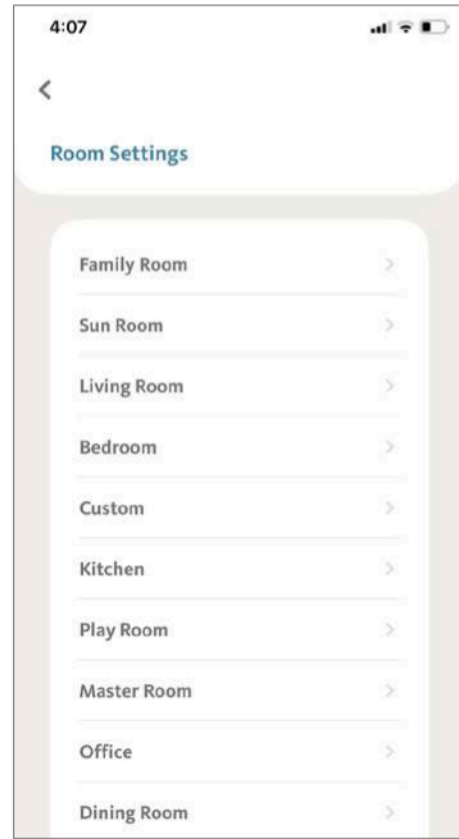 4:07
Room Settings
Family Room
Sun Room
Living Room
Bedroom
Custom
Kitchen
Play Room
Master Room
Office
Dining Room